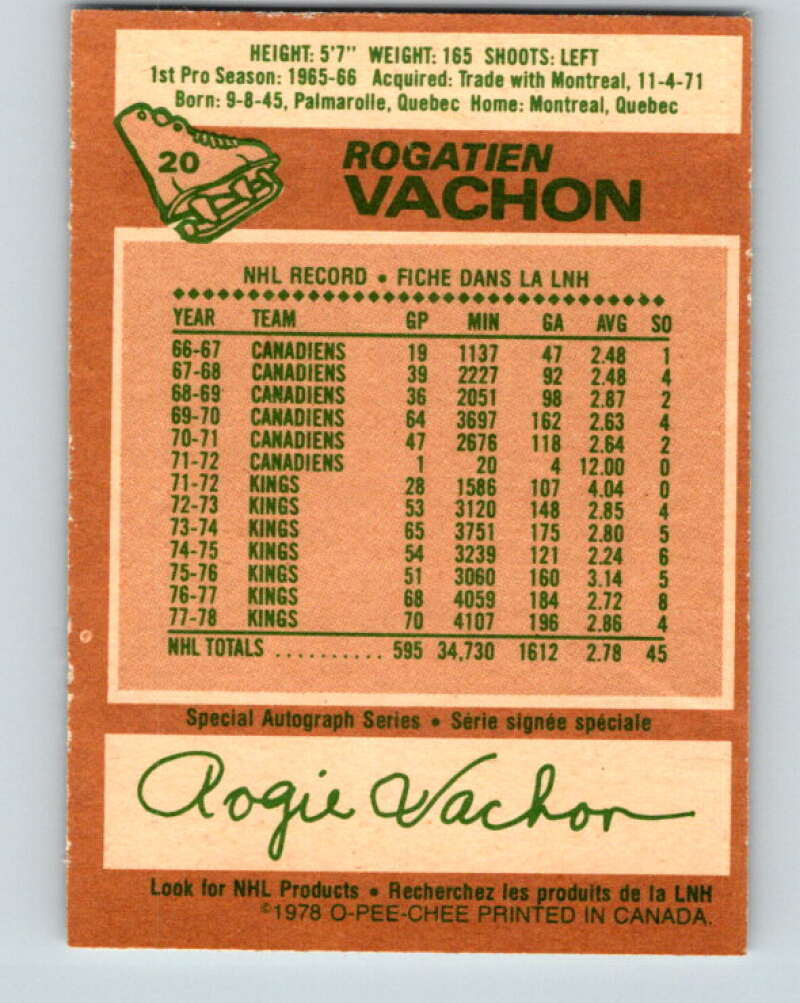 HEIGHT: 5'7" WEIGHT: 165 SHOOTS: LEFT
1st Pro Season: 1965-66 Acquired: Trade with Montreal, 11-4-71
Born: 9-8-45, Palmarolle, Quebec Home: Montreal, Quebec
20
ROGATIEN
VACHON
NHL RECORD • FICHE DANS LA LNH
YEAR TEAM GP MIN GA AVG SO
66-67 CANADIENS 19 1137 47 2.48 1
67-68 CANADIENS 39 2227 92 2.48 4
68-69 CANADIENS 36 2051 98 2.87 2
69-70 CANADIENS 64 3697 162 2.63 4
70-71 CANADIENS 47 2676 118 2.64 2
71-72 CANADIENS 1 20 4 12.00 0
71-72 KINGS 28 1586 107 4.04 0
72-73 KINGS 53 3120 148 2.85 4
73-74 KINGS 65 3751 175 2.80 5
74-75 KINGS 54 3239 121 2.24 6
75-76 KINGS 51 3060 160 3.14 5
76-77 KINGS 68 4059 184 2.72 8
77-78 KINGS 70 4107 196 2.86 4
NHL TOTALS .......... 595 34,730 1612 2.78 45
Special Autograph Series • Série signée spéciale
Rogie Vachon
Look for NHL Products • Recherchez les produits de la LNH
©1978 O-PEE-CHEE PRINTED IN CANADA.